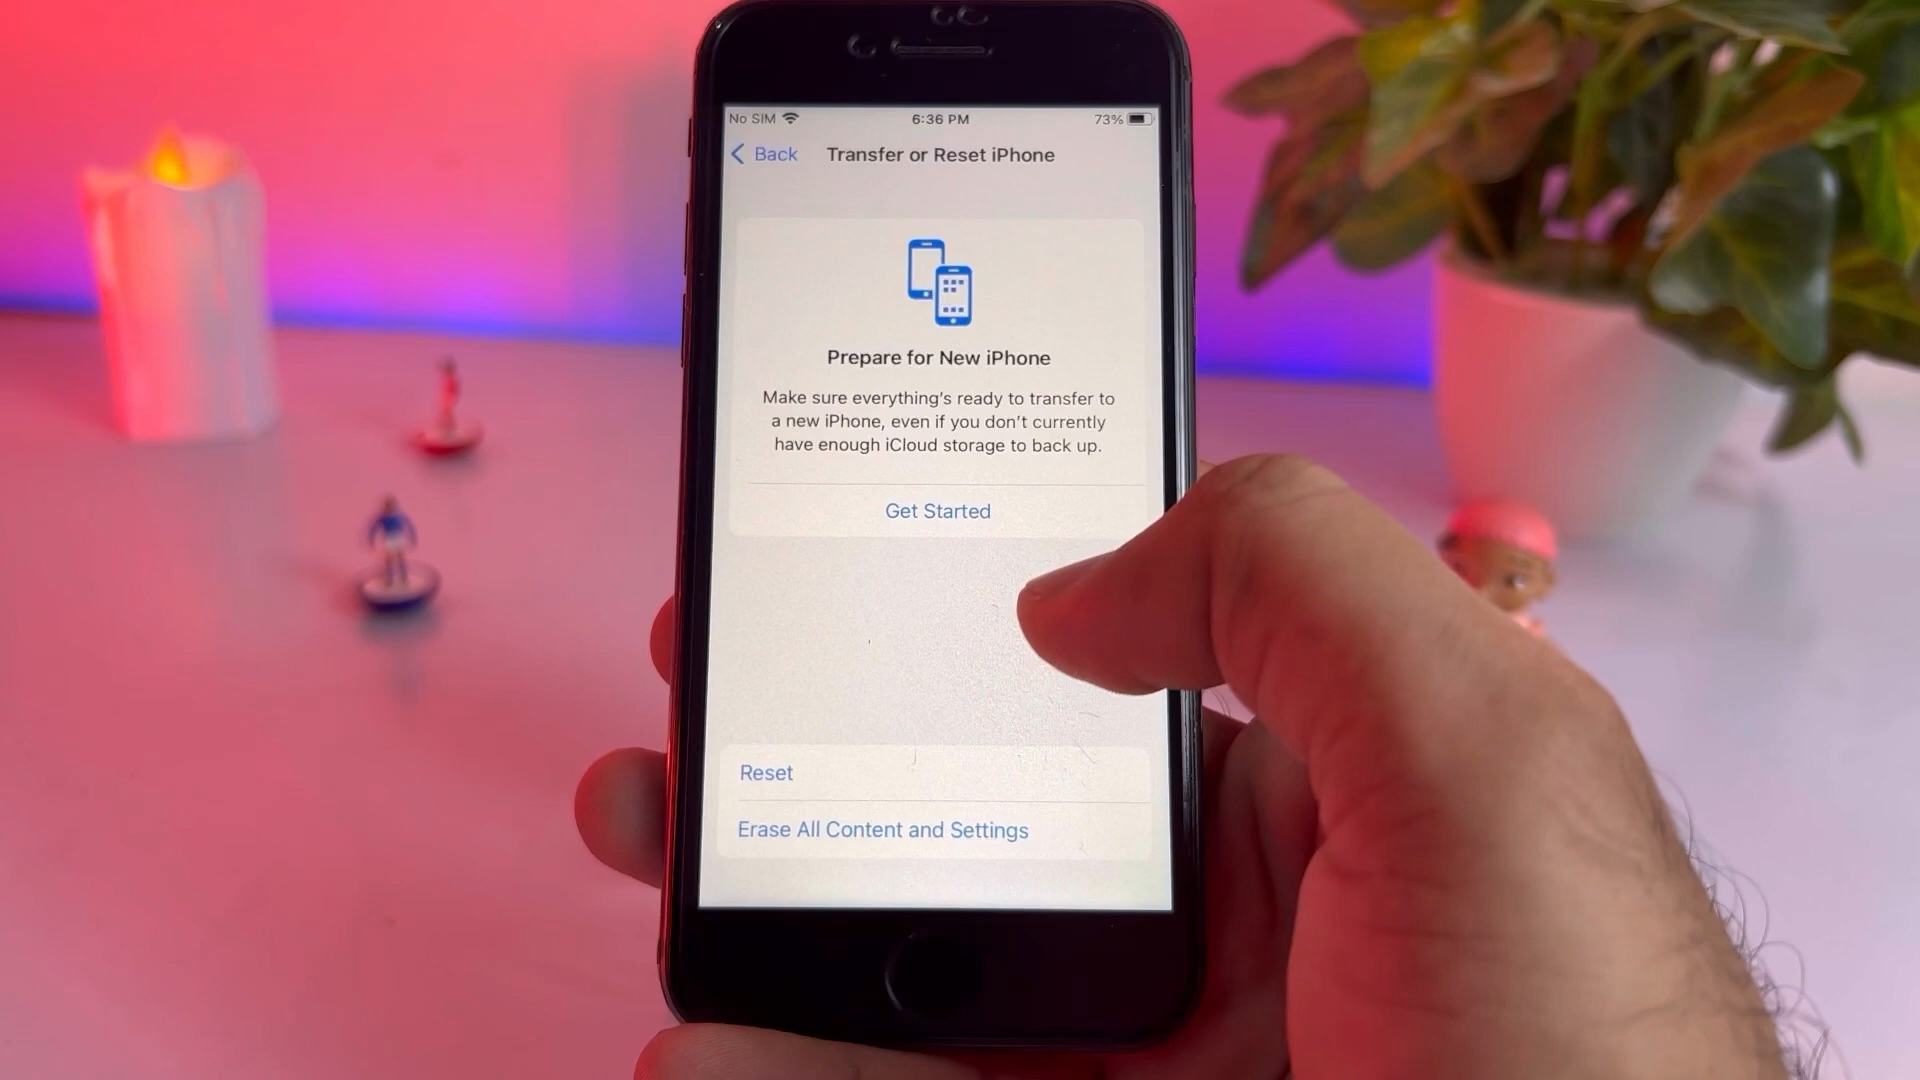 No SIM 6:36 PM 73%
Back Transfer or Reset iPhone
Prepare for New iPhone
Make sure everything's ready to transfer to
a new iPhone, even if you don't currently
have enough iCloud storage to back up.
Get Started
Reset
Erase All Content and Settings